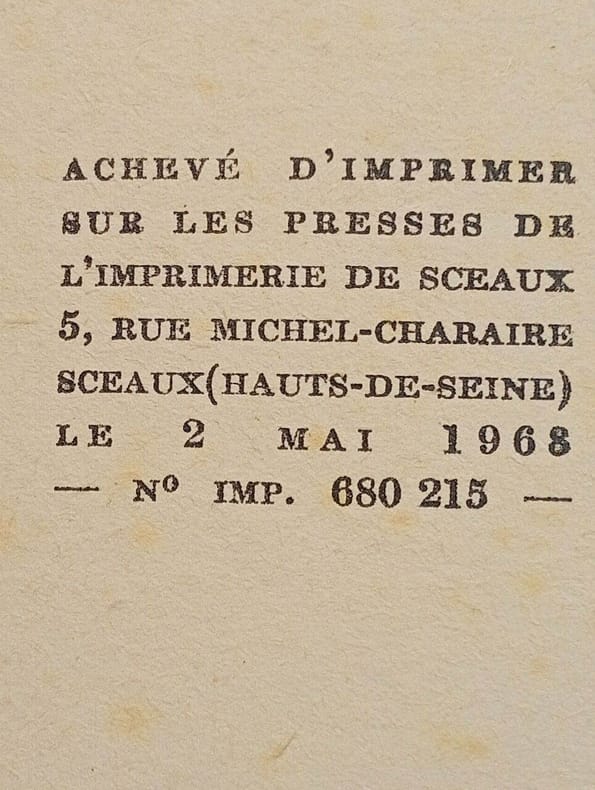 ACHEVÉ D'IMPRIMER
SUR LES PRESSES DE
L'IMPRIMERIE DE SCEAUX
5, RUE MICHEL-CHARAIRE
SCEAUX(HAUTS-DE-SEINE)
LE 2 MAI 1968
— Nº IMP. 680 215 —